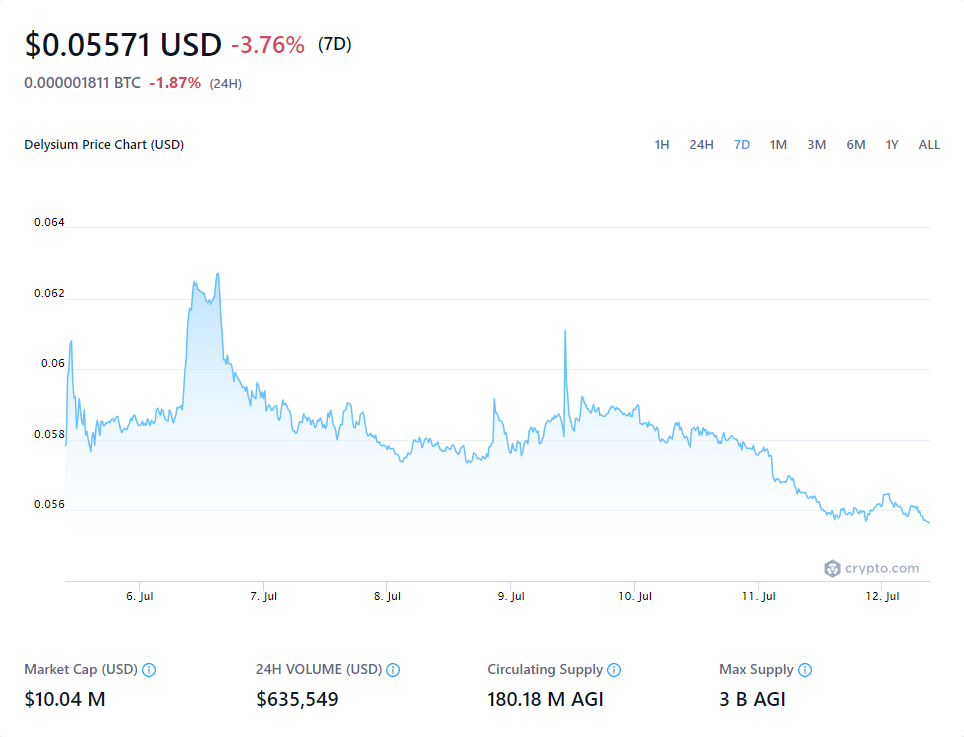 $0.05571 USD -3.76% (7D)
0.000001811 BTC -1.87% (24H)
Delysium Price Chart (USD) 1H 24H 7D 1M 3M 6M 1Y ALL
0.064
0.062
0.06
0.058
0.056
crypto.com
6. Jul 7. Jul 8. Jul 9. Jul 10. Jul 11. Jul 12. Jul
Market Cap (USD) 24H VOLUME (USD) Circulating Supply Max Supply
$10.04 M $635,549 180.18 M AGI 3 B AGI